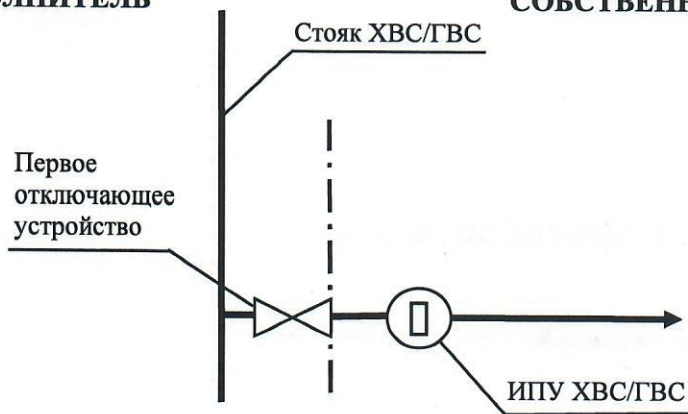 Стояк ХВС/ГВС
Первое
отключающее
устройство
ИПУ ХВС/ГВС